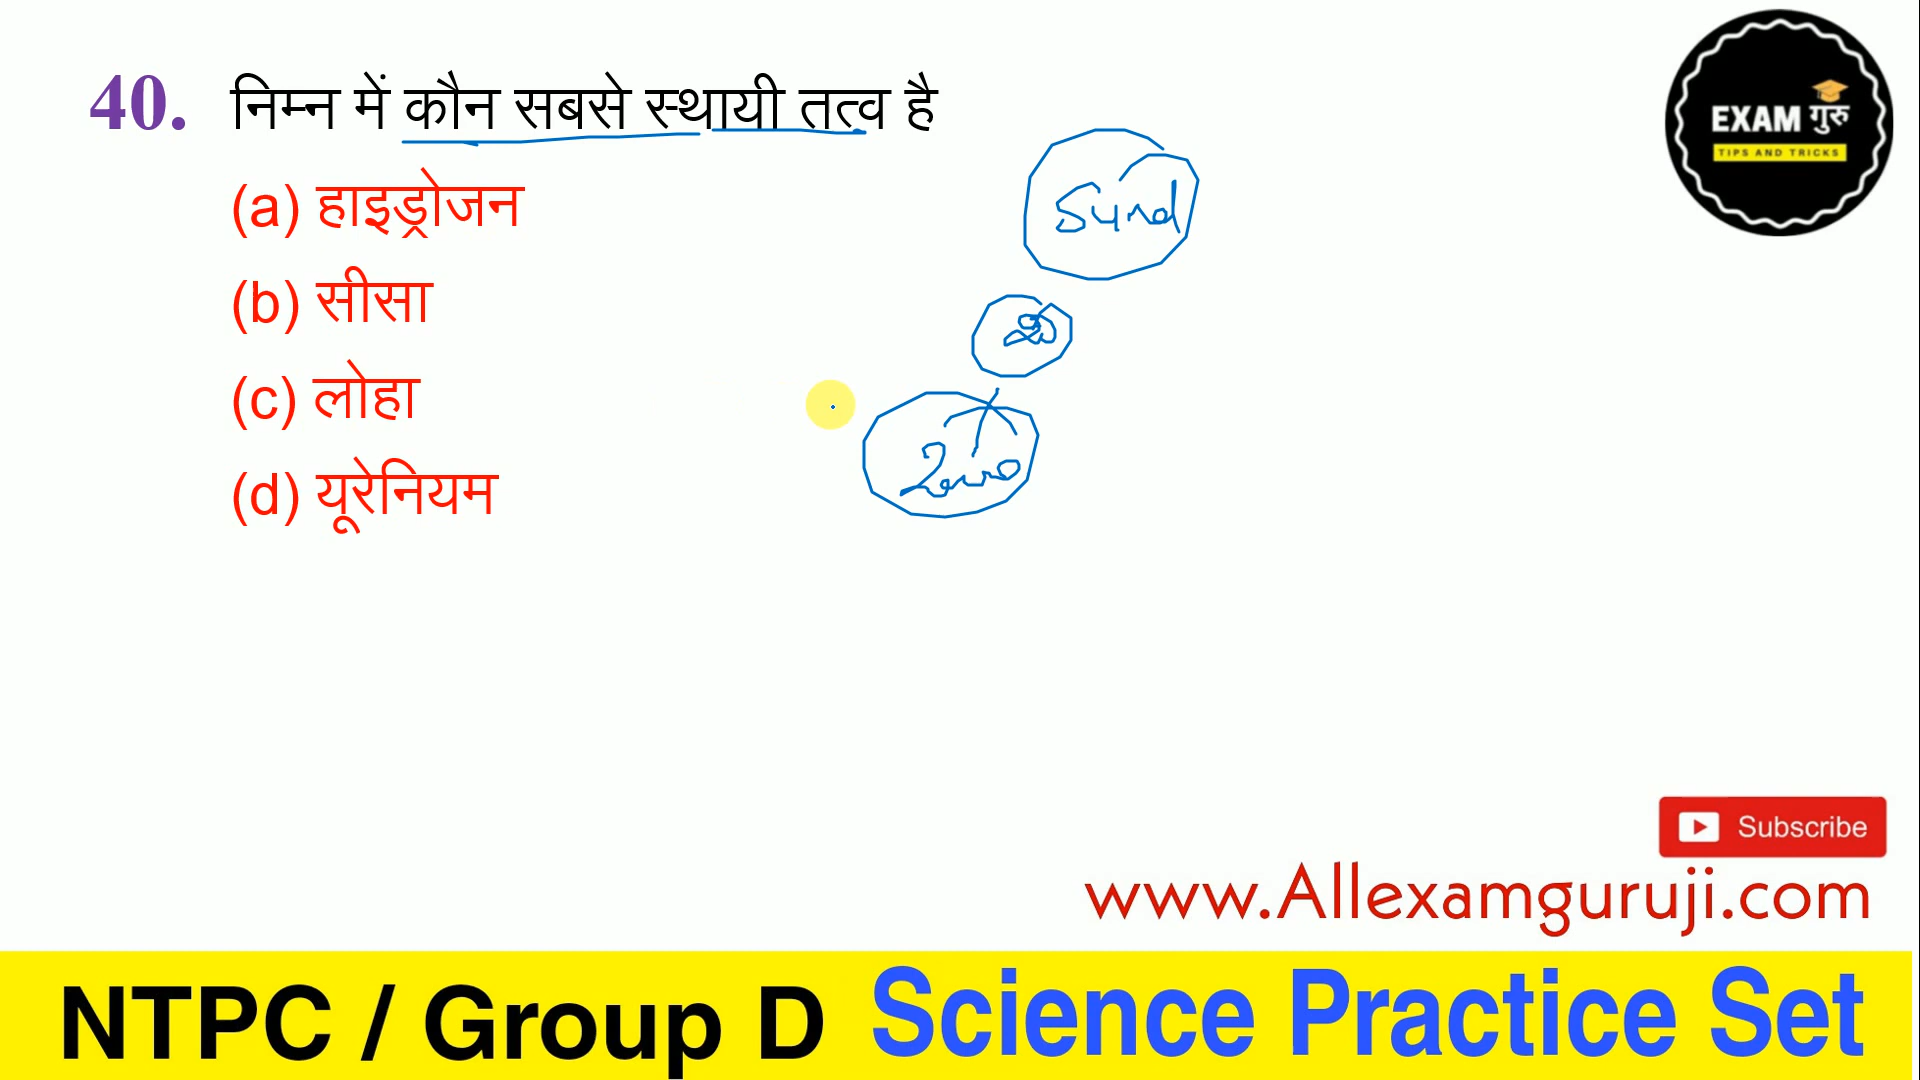 40. निम्न में कौन सबसे स्थायी तत्व है
(a) हाइड्रोजन
(b) सीसा
(c) लोहा
(d) यूरेनियम
EXAM गुरु
TIPS AND TRICKS
Subscribe
www.Allexamguruji.com
NTPC / Group D Science Practice Set